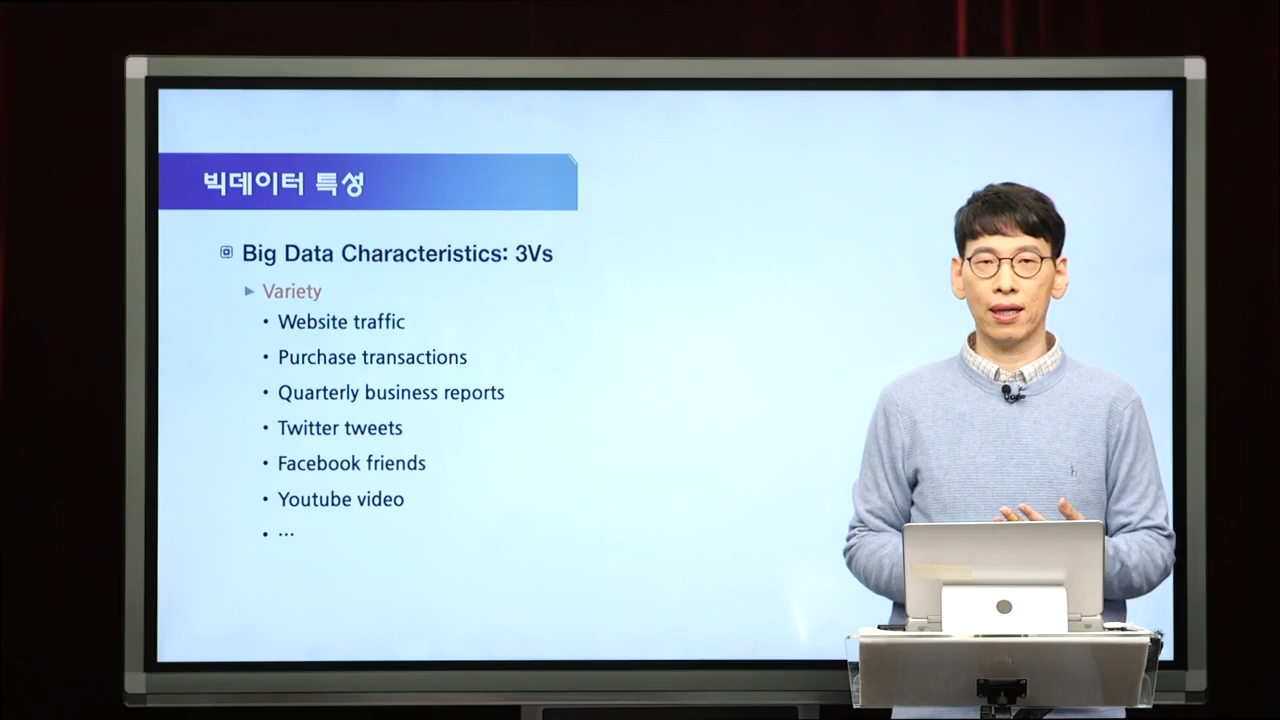 빅데이터 특성
Big Data Characteristics: 3Vs
Variety
• Website traffic
• Purchase transactions
• Quarterly business reports
• Twitter tweets
• Facebook friends
• Youtube video
• ...